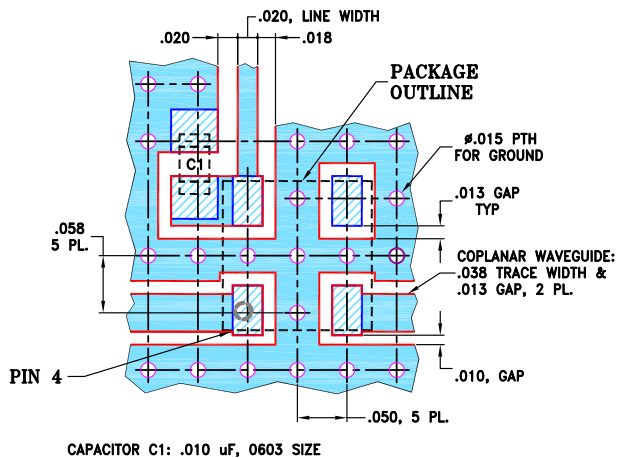 .020, LINE WIDTH
.020
.018
PACKAGE
OUTLINE
ø.015 PTH
FOR GROUND
C1
.013 GAP
TYP
.058
5 PL.
COPLANAR WAVEGUIDE:
.038 TRACE WIDTH &
.013 GAP, 2 PL.
PIN 4
.010, GAP
.050, 5 PL.
CAPACITOR C1: .010 uF, 0603 SIZE